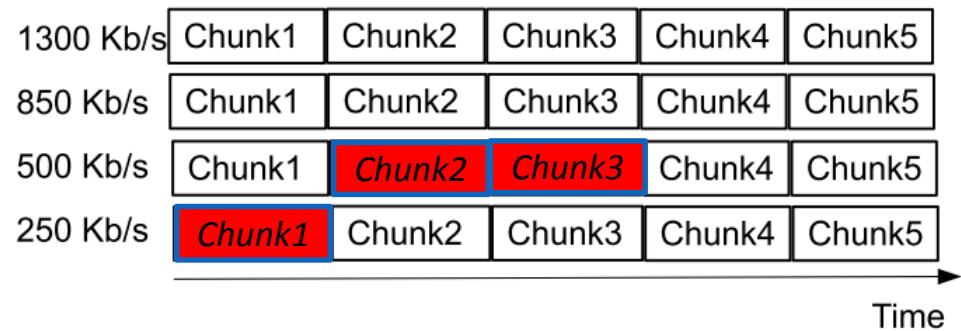 1300 Kb/s Chunk1 Chunk2 Chunk3 Chunk4 Chunk5
850 Kb/s Chunk1 Chunk2 Chunk3 Chunk4 Chunk5
500 Kb/s Chunk1 Chunk2 Chunk3 Chunk4 Chunk5
250 Kb/s Chunk1 Chunk2 Chunk3 Chunk4 Chunk5
Time